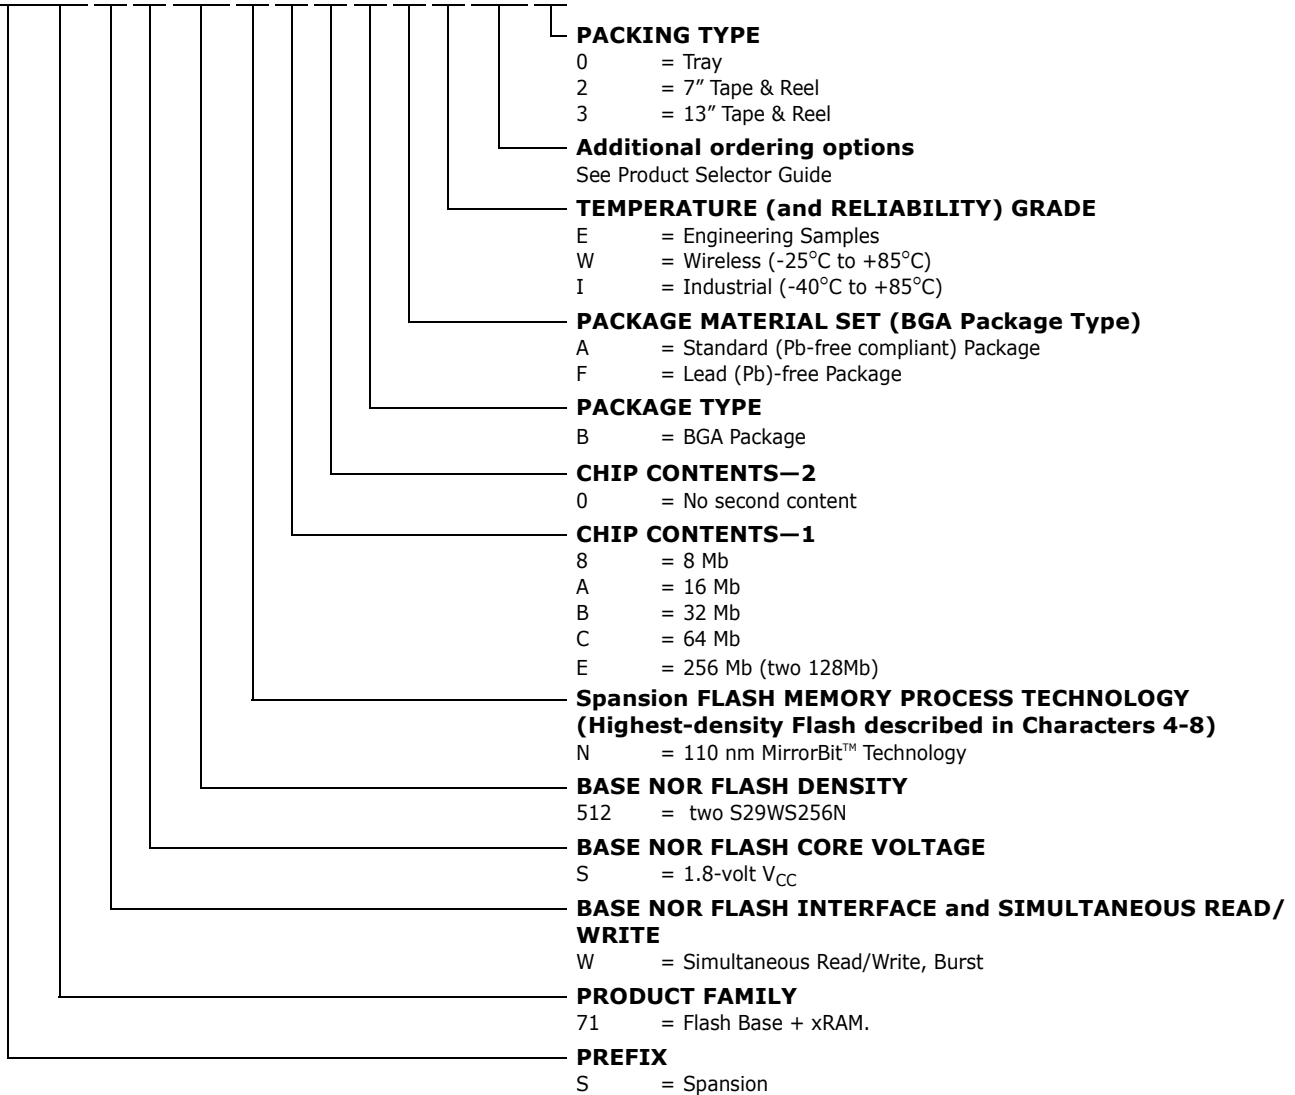 PACKING TYPE
0 = Tray
2 = 7” Tape & Reel
3 = 13” Tape & Reel
Additional ordering options
See Product Selector Guide
TEMPERATURE (and RELIABILITY) GRADE
E = Engineering Samples
W = Wireless (-25°C to +85°C)
I = Industrial (-40°C to +85°C)
PACKAGE MATERIAL SET (BGA Package Type)
A = Standard (Pb-free compliant) Package
F = Lead (Pb)-free Package
PACKAGE TYPE
B = BGA Package
CHIP CONTENTS—2
0 = No second content
CHIP CONTENTS—1
8 = 8 Mb
A = 16 Mb
B = 32 Mb
C = 64 Mb
E = 256 Mb (two 128Mb)
Spansion FLASH MEMORY PROCESS TECHNOLOGY
(Highest-density Flash described in Characters 4-8)
N = 110 nm MirrorBit™ Technology
BASE NOR FLASH DENSITY
512 = two S29WS256N
BASE NOR FLASH CORE VOLTAGE
S = 1.8-volt VCC
BASE NOR FLASH INTERFACE and SIMULTANEOUS READ/
WRITE
W = Simultaneous Read/Write, Burst
PRODUCT FAMILY
71 = Flash Base + xRAM.
PREFIX
S = Spansion